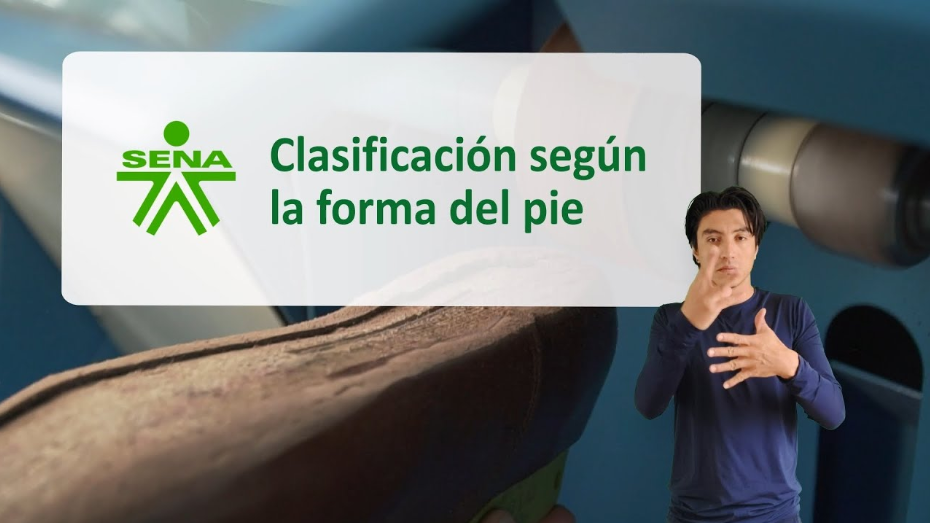 SENA
Clasificación según
la forma del pie